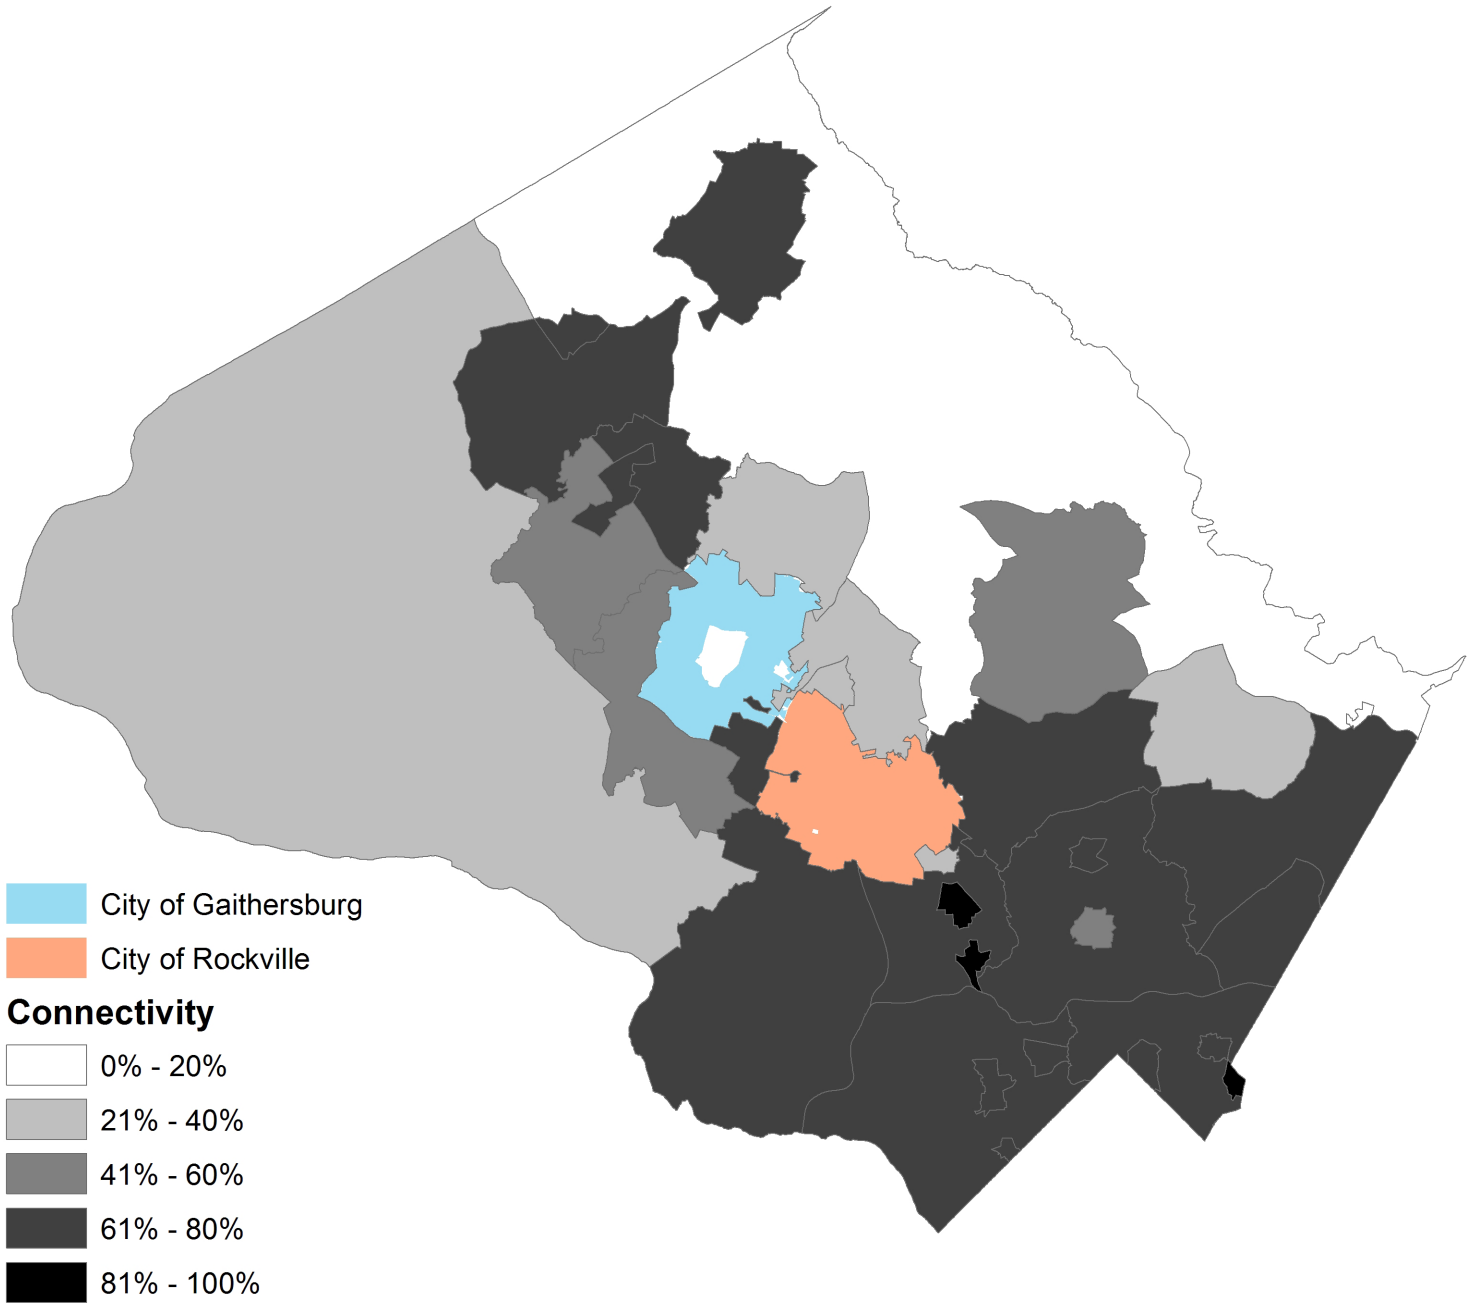 City of Gaithersburg
City of Rockville
Connectivity
0% - 20%
21% - 40%
41% - 60%
61% - 80%
81% - 100%